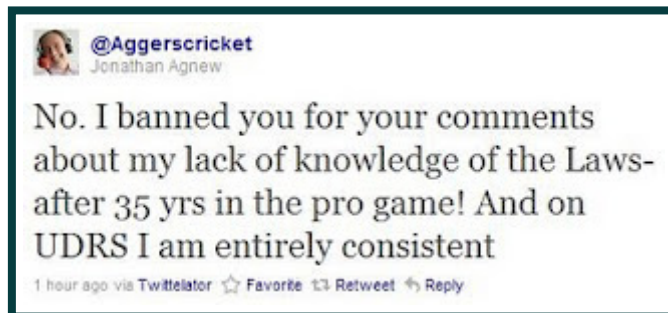 @Aggerscricket
Jonathan Agnew
No. I banned you for your comments
about my lack of knowledge of the Laws-
after 35 yrs in the pro game! And on
UDRS I am entirely consistent
1 hour ago via Twittelator Favorite Retweet Reply